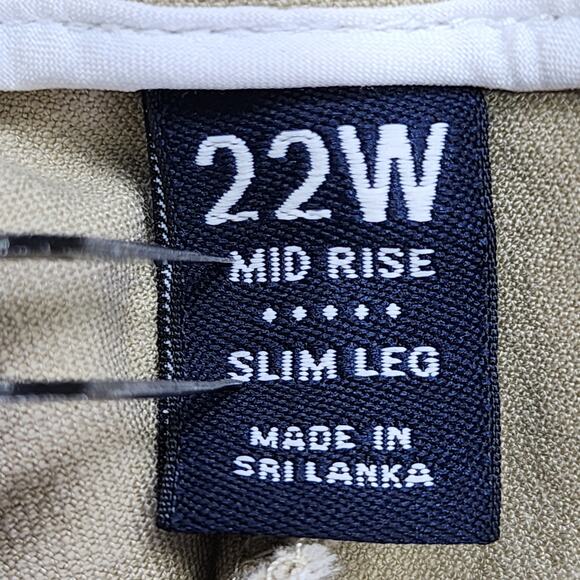 22W
MID RISE
SLIM LEG
MADE IN
SRI LANKA